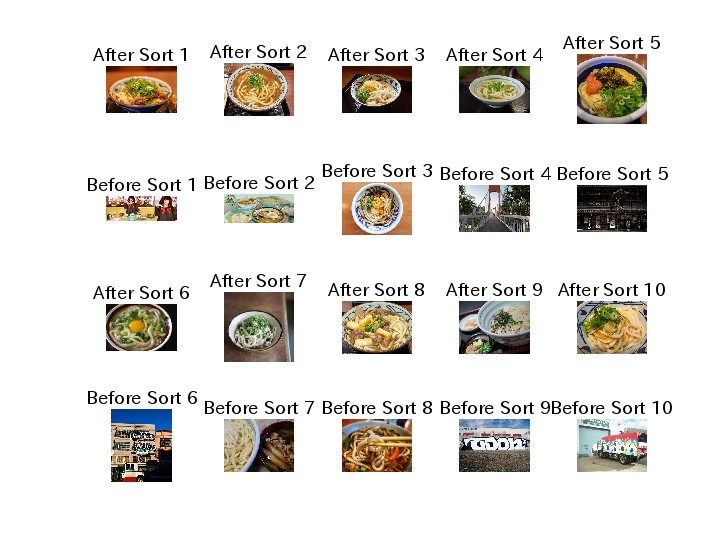 After Sort 1
After Sort 2
After Sort 3
After Sort 4
After Sort 5
Before Sort 1
Before Sort 2
Before Sort 3
Before Sort 4
Before Sort 5
After Sort 6
After Sort 7
After Sort 8
After Sort 9
After Sort 10
Before Sort 6
Before Sort 7
Before Sort 8
Before Sort 9
Before Sort 10